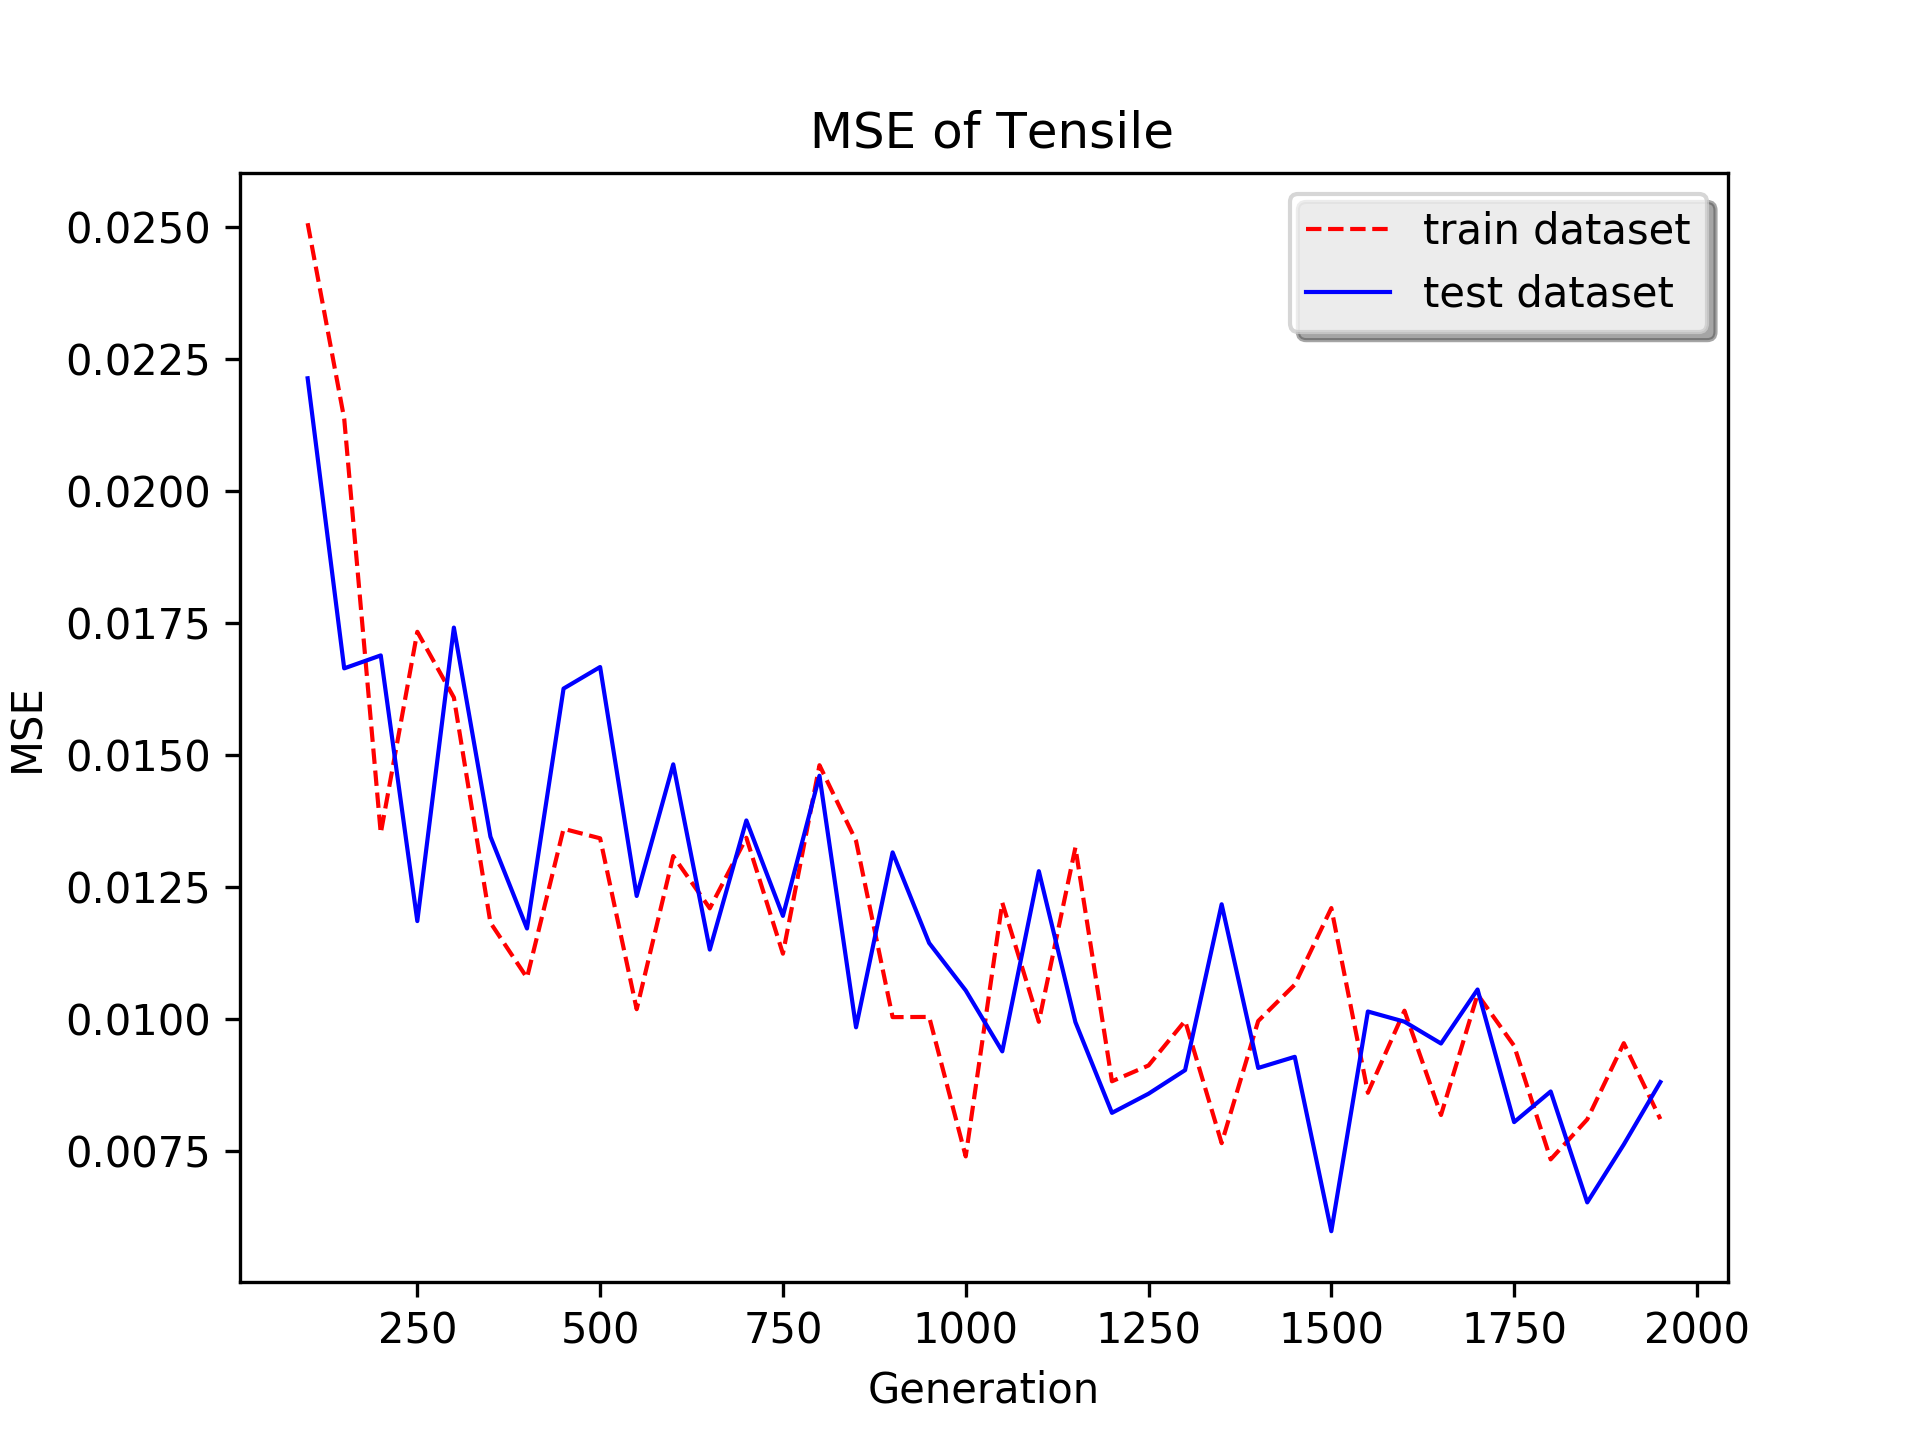 MSE of Tensile
train dataset
test dataset
MSE
0.0250
0.0225
0.0200
0.0175
0.0150
0.0125
0.0100
0.0075
250 500 750 1000 1250 1500 1750 2000
Generation